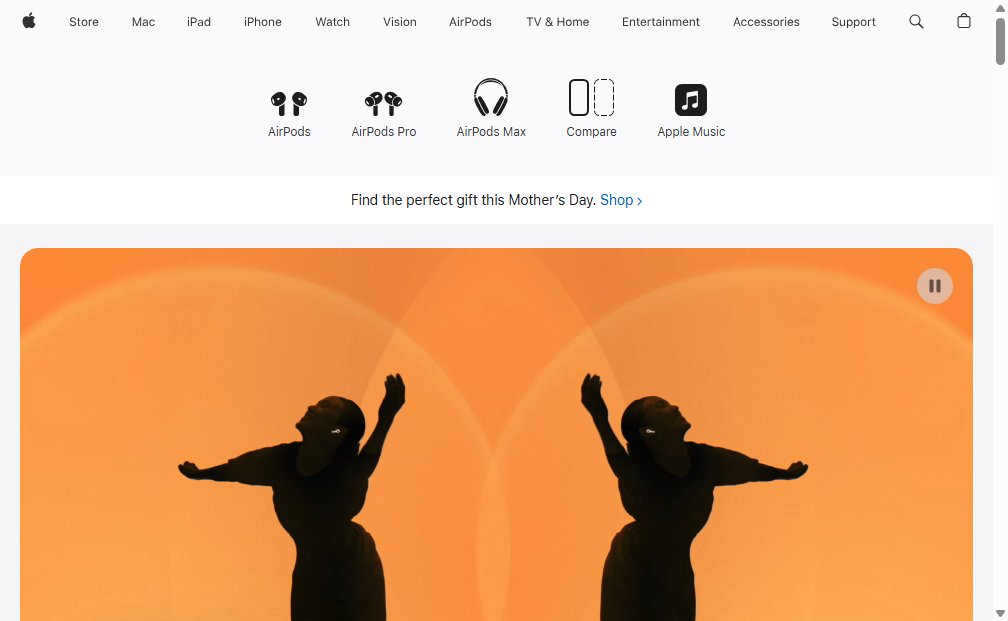 Store Mac iPad iPhone Watch Vision AirPods TV & Home Entertainment Accessories Support
AirPods AirPods Pro AirPods Max Compare Apple Music
Find the perfect gift this Mother's Day. Shop >